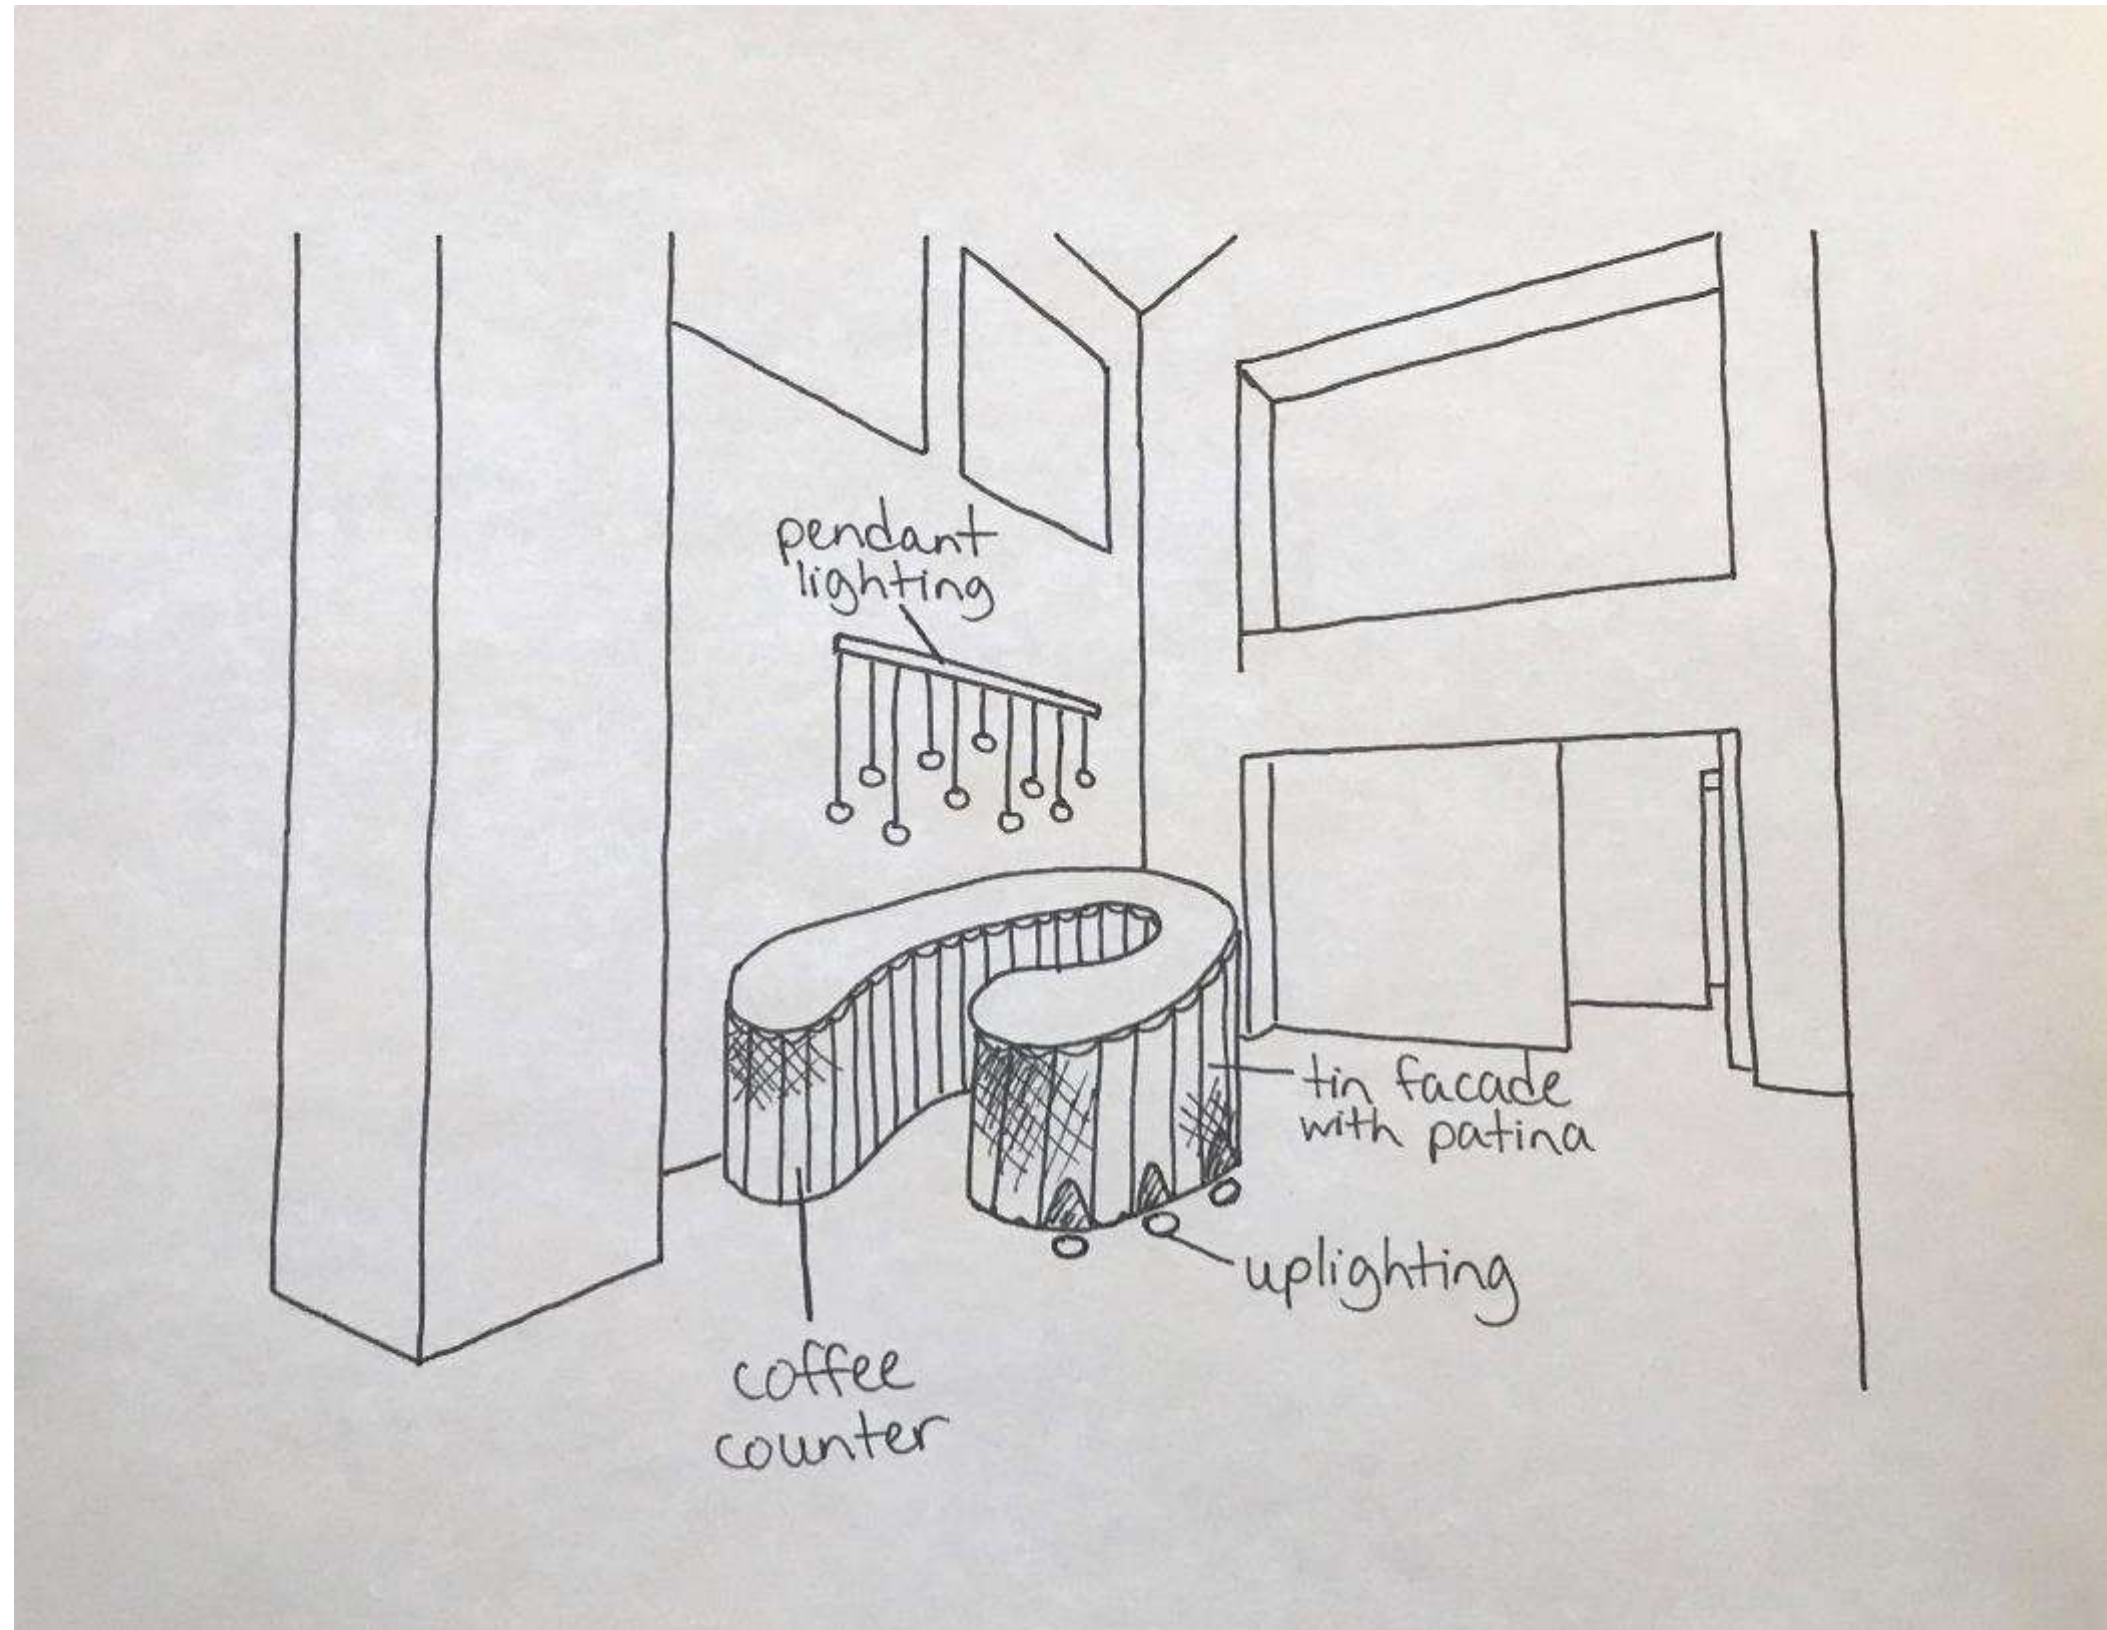 pendant
lighting
tin facade
with patina
uplighting
coffee
counter